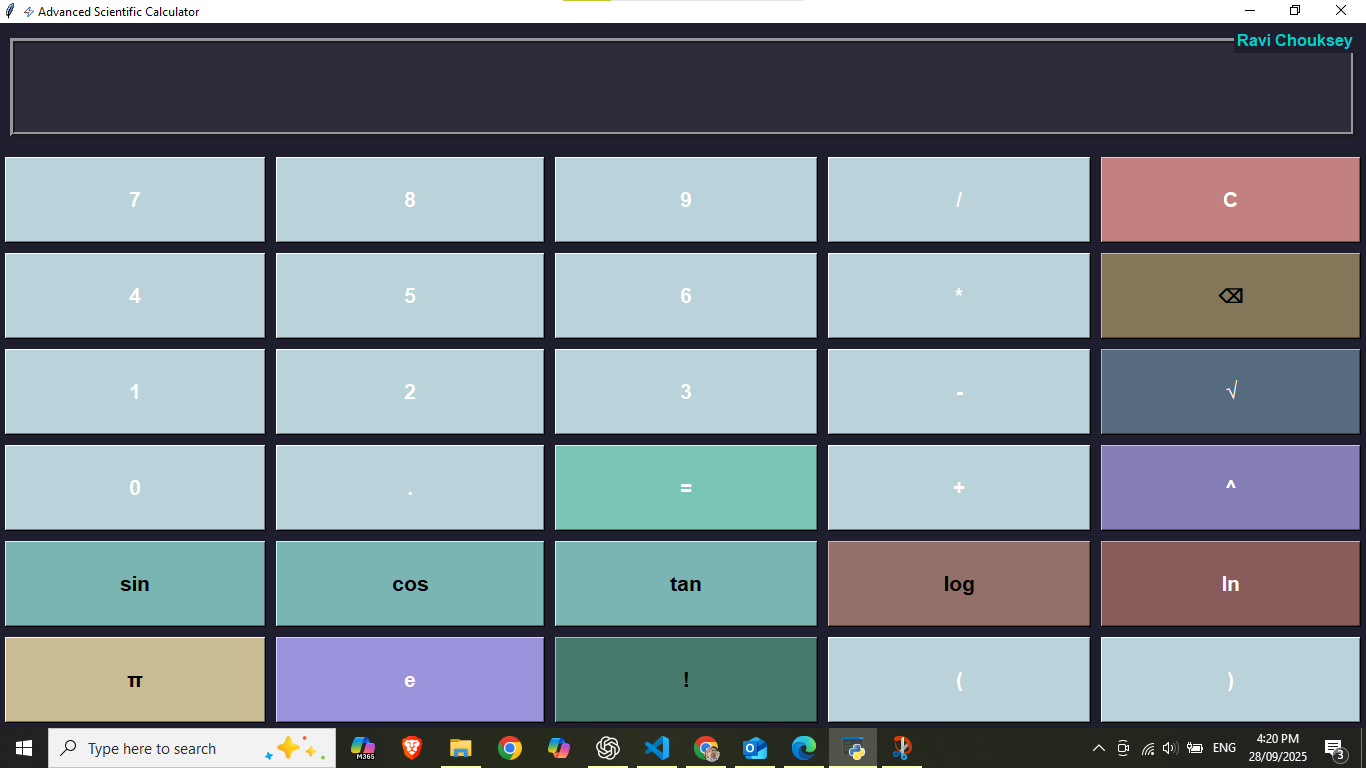 Advanced Scientific Calculator
Ravi Chouksey
7 8 9 / C
4 5 6 * ⌫
1 2 3 - √
0 . = + ^
sin cos tan log ln
π e ! ( )
Type here to search
M365
ENG
4:20 PM
28/09/2025
3